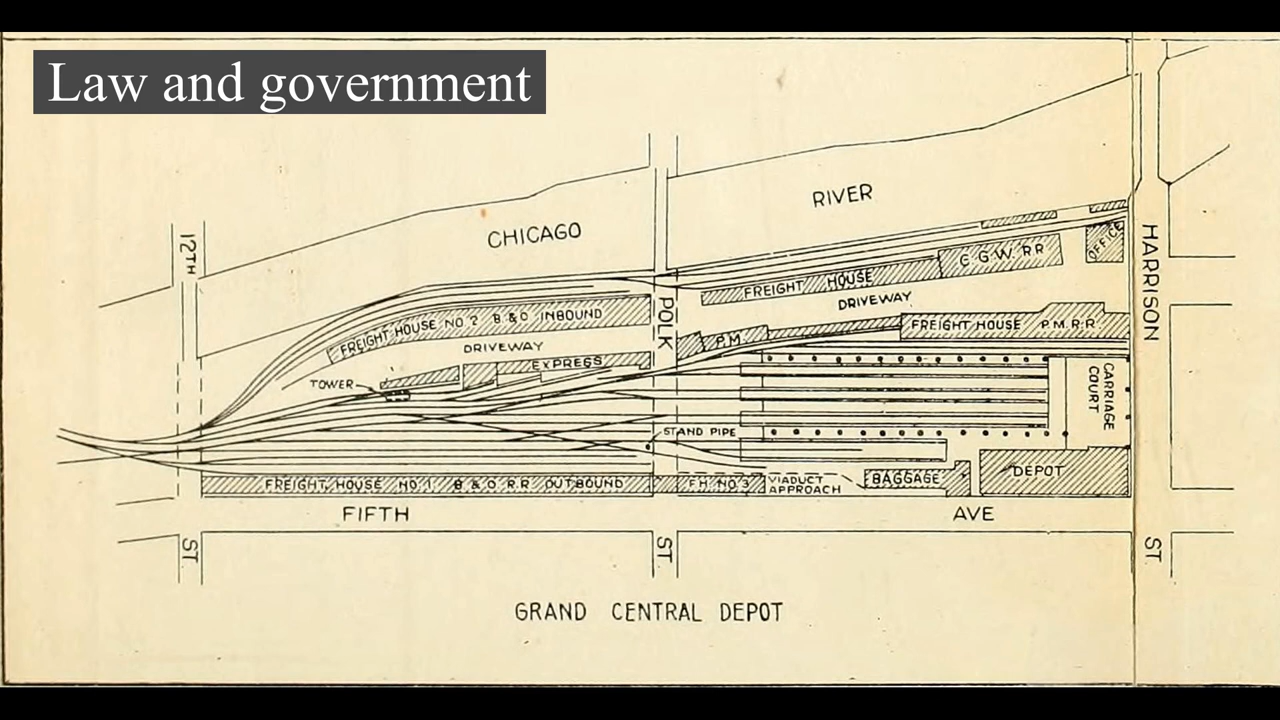 Law and government
RIVER
CHICAGO
12TH
HARRISON
OFFICE
C. G. W. R R
FREIGHT HOUSE
DRIVEWAY
FREIGHT HOUSE NO 2 B & O INBOUND
POLK
P M
FREIGHT HOUSE P. M. R. R.
DRIVEWAY
EXPRESS
TOWER
CARRIAGE
COURT
STAND PIPE
DEPOT
FREIGHT HOUSE NO. 1 B & O R. R. OUTBOUND
F.H. NO. 3
VIADUCT
APPROACH
BAGGAGE
FIFTH
AVE
ST.
ST.
ST.
GRAND CENTRAL DEPOT